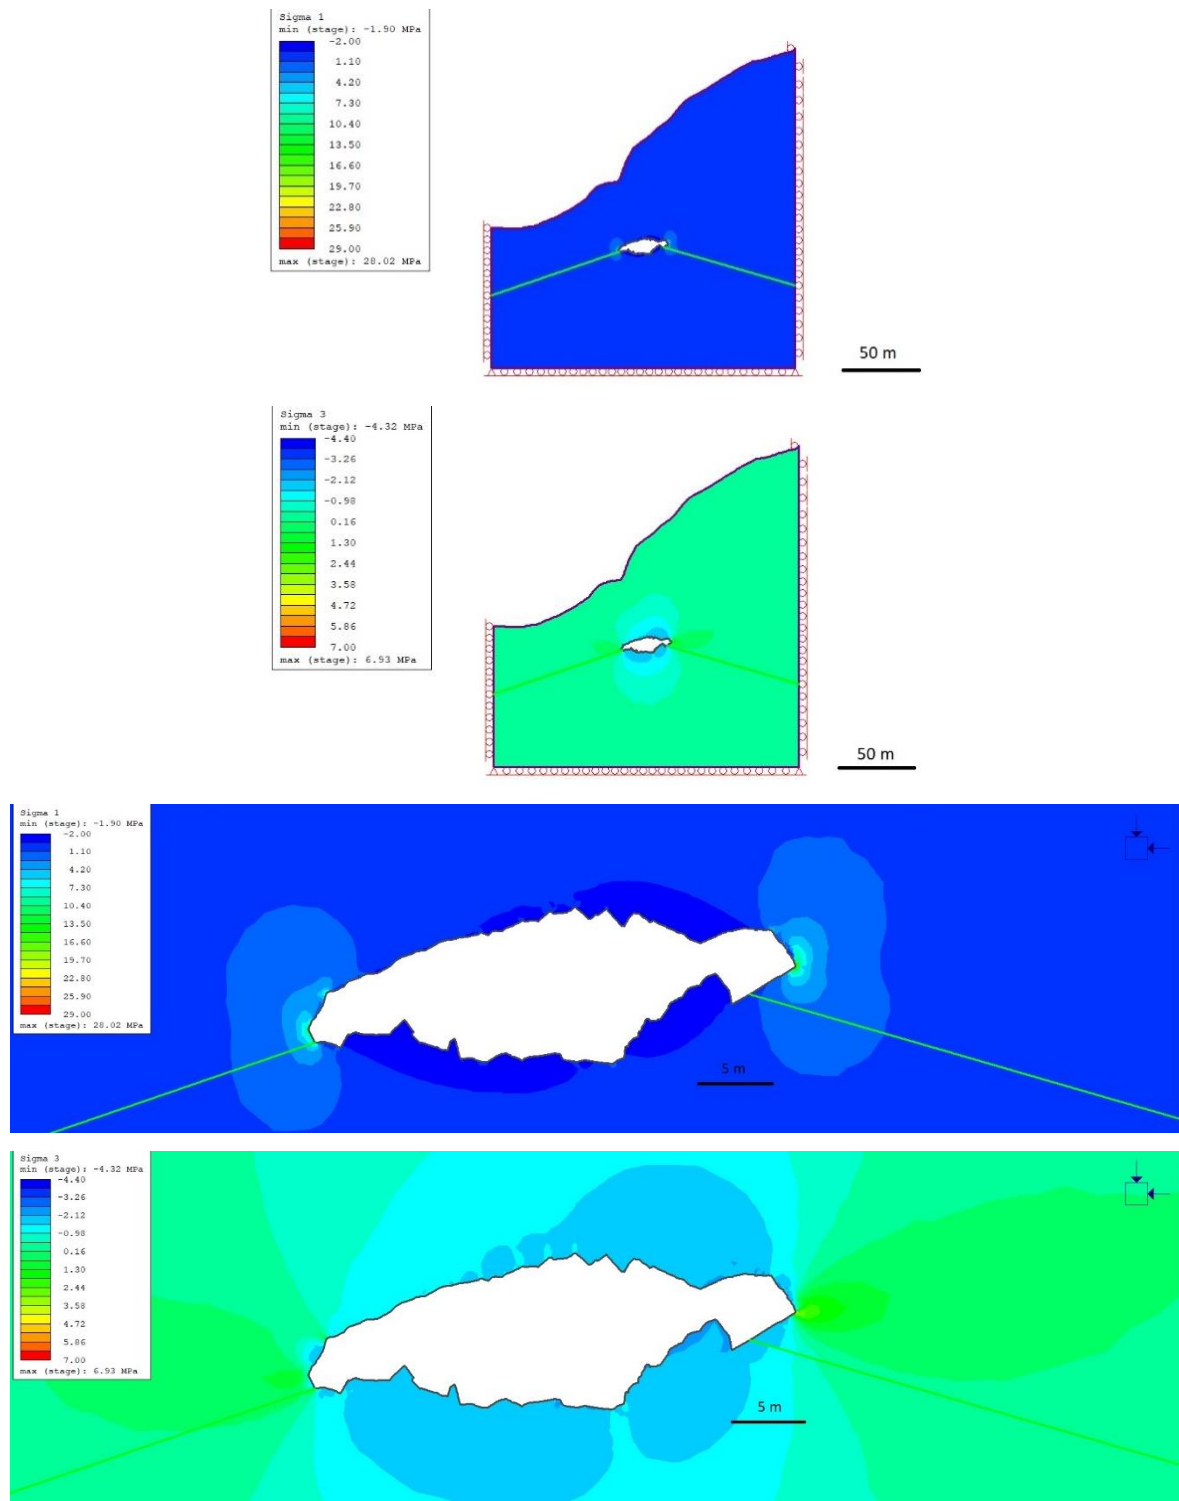 Sigma 1
min (stage): -1.90 MPa
-2.00
1.10
4.20
7.30
10.40
13.50
16.60
19.70
22.80
25.90
29.00
max (stage): 28.02 MPa
50 m
Sigma 3
min (stage): -4.32 MPa
-4.40
-3.26
-2.12
-0.98
0.16
1.30
2.44
3.58
4.72
5.86
7.00
max (stage): 6.93 MPa
50 m
Sigma 1
min (stage): -1.90 MPa
-2.00
1.10
4.20
7.30
10.40
13.50
16.60
19.70
22.80
25.90
29.00
max (stage): 28.02 MPa
5 m
Sigma 3
min (stage): -4.32 MPa
-4.40
-3.26
-2.12
-0.98
0.16
1.30
2.44
3.58
4.72
5.86
7.00
max (stage): 6.93 MPa
5 m